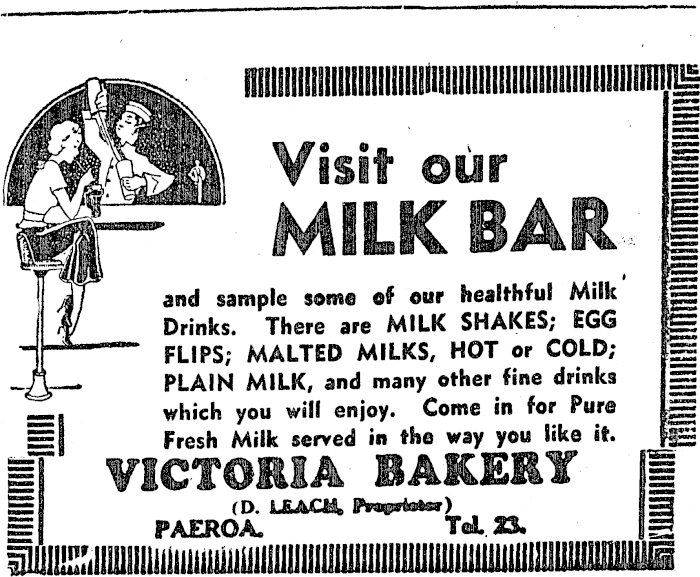 Visit our
MILK BAR
and sample some of our healthful Milk
Drinks. There are MILK SHAKES; EGG
FLIPS; MALTED MILKS, HOT or COLD;
PLAIN MILK, and many other fine drinks
which you will enjoy. Come in for Pure
Fresh Milk served in the way you like it.
VICTORIA BAKERY
(D. LEACH, Proprietor)
PAEROA. Tel. 23.